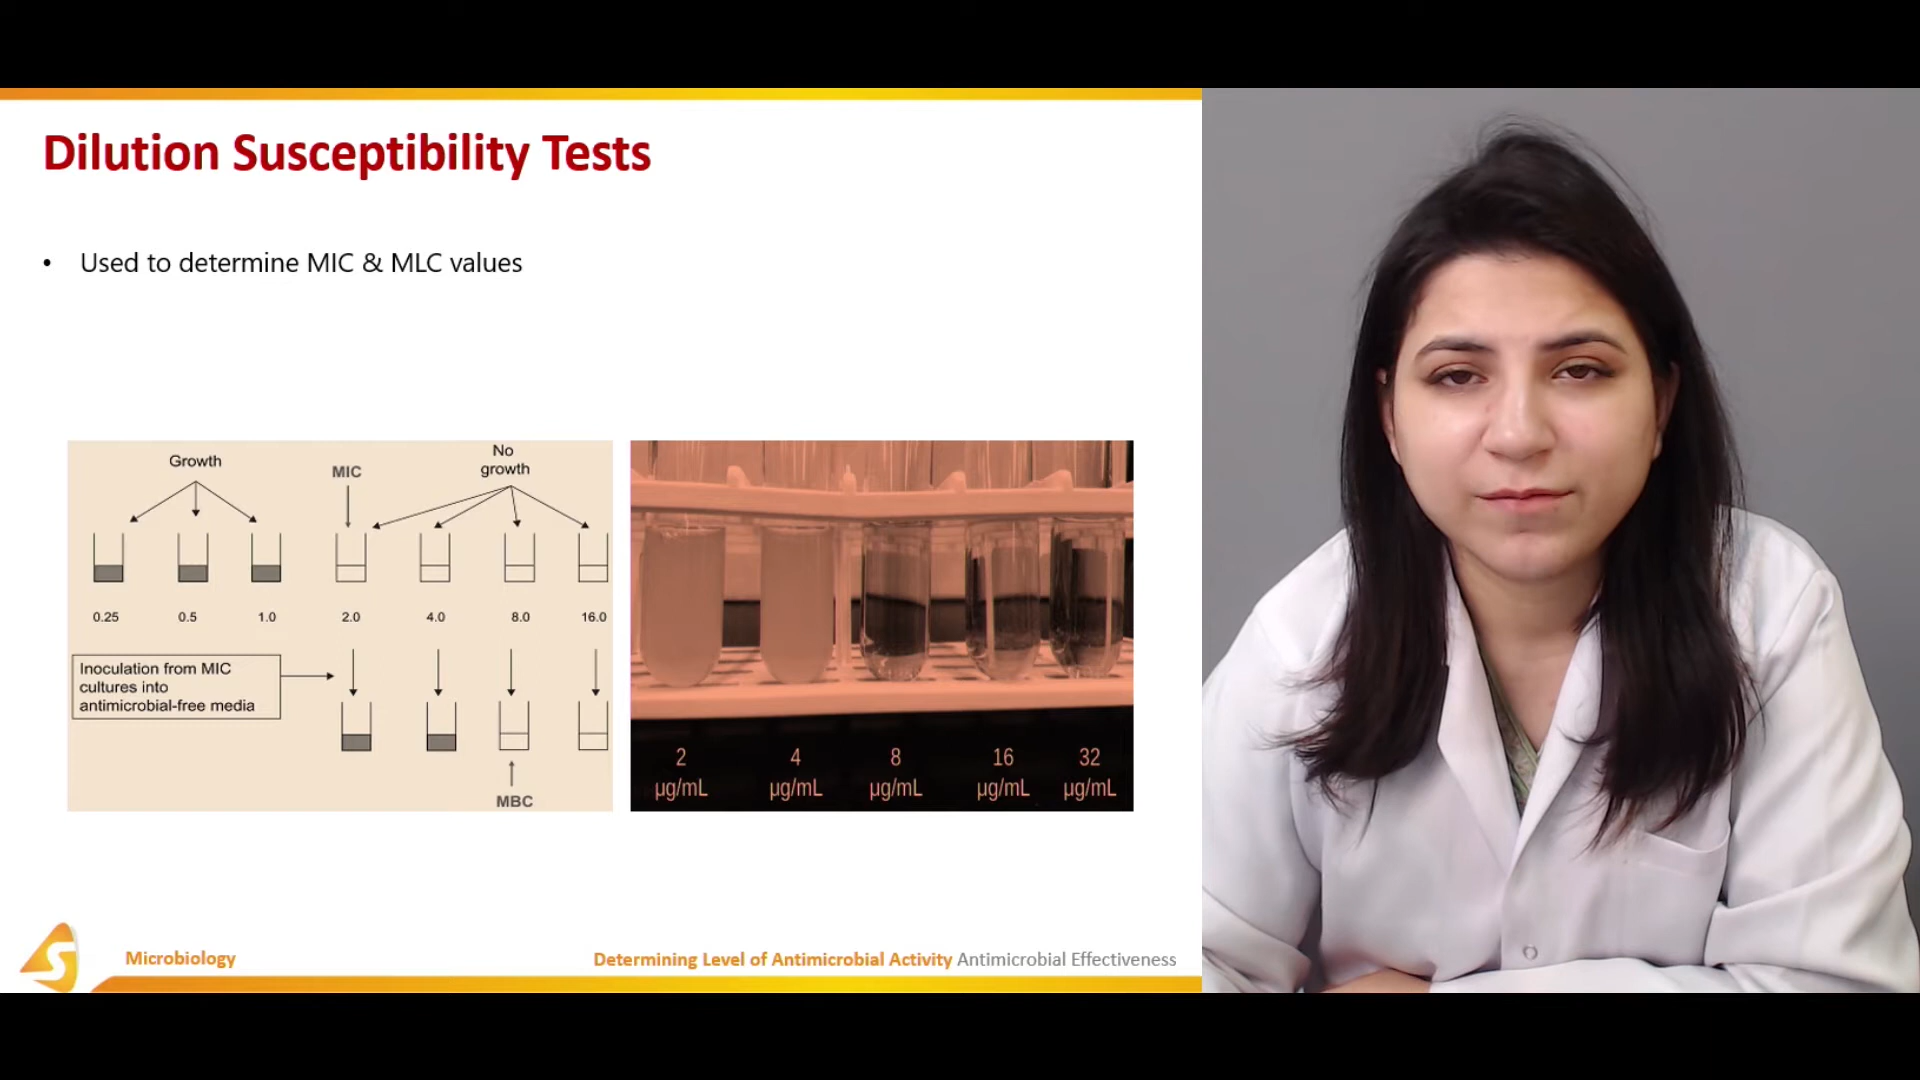 Dilution Susceptibility Tests
• Used to determine MIC & MLC values
Growth
MIC
No
growth
0.25 0.5 1.0 2.0 4.0 8.0 16.0
Inoculation from MIC
cultures into
antimicrobial-free media
MBC
2 4 8 16 32
µg/mL µg/mL µg/mL µg/mL µg/mL
S
Microbiology
Determining Level of Antimicrobial Activity Antimicrobial Effectiveness